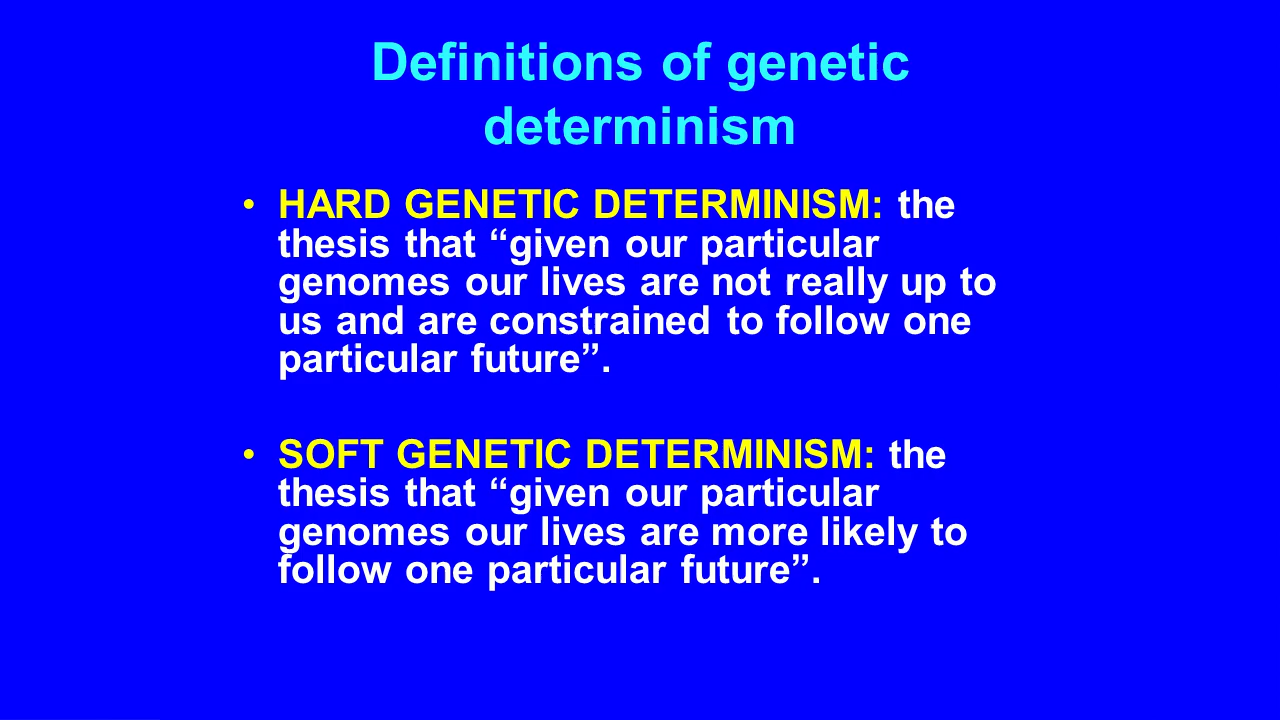 Definitions of genetic
determinism
• HARD GENETIC DETERMINISM: the
thesis that “given our particular
genomes our lives are not really up to
us and are constrained to follow one
particular future”.
• SOFT GENETIC DETERMINISM: the
thesis that “given our particular
genomes our lives are more likely to
follow one particular future”.